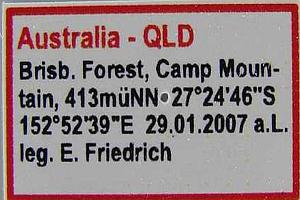 Australia - QLD
Brisb. Forest, Camp Moun-
tain, 413müNN 27°24'46"S
152°52'39"E 29.01.2007 a.L.
leg. E. Friedrich